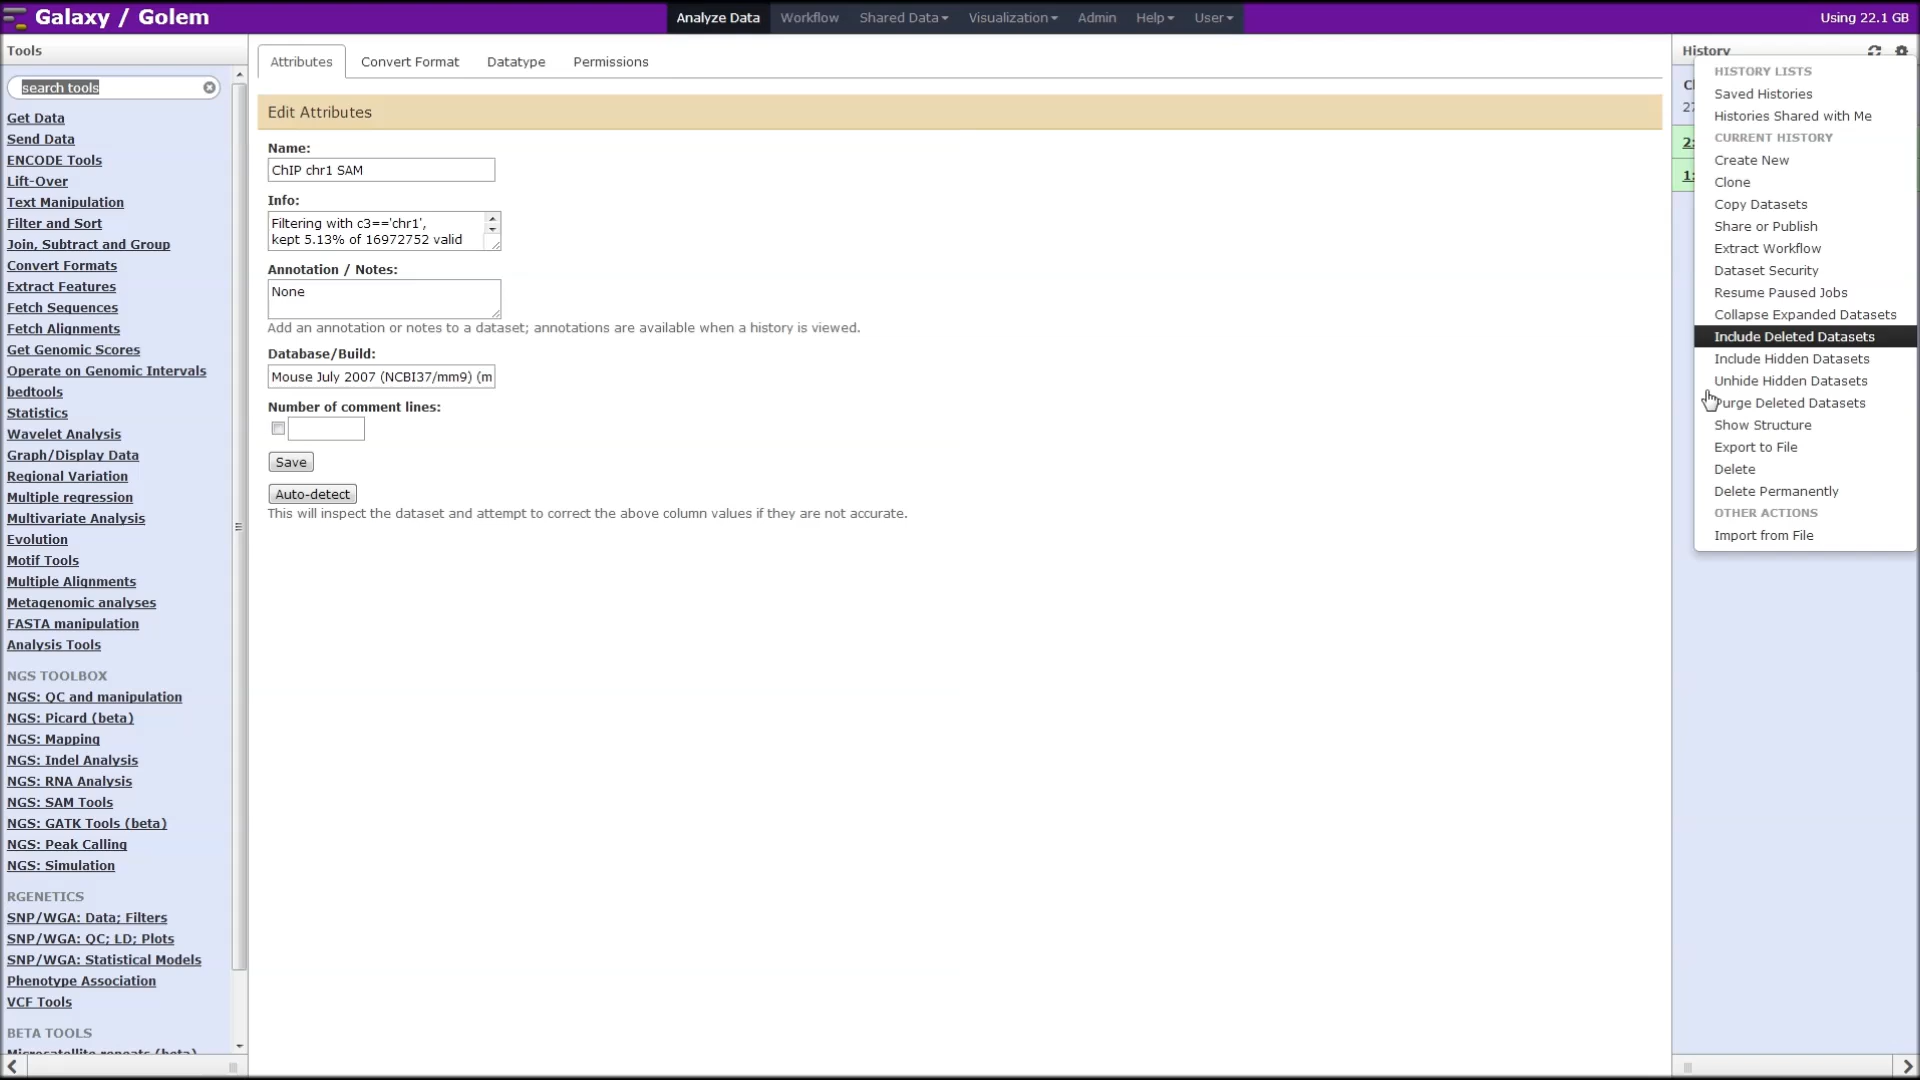 Galaxy / Golem
Analyze Data
Workflow
Shared Data
Visualization
Admin
Help
User
Using 22.1 GB
Tools
search tools
Get Data
Send Data
ENCODE Tools
Lift-Over
Text Manipulation
Filter and Sort
Join, Subtract and Group
Convert Formats
Extract Features
Fetch Sequences
Fetch Alignments
Get Genomic Scores
Operate on Genomic Intervals
bedtools
Statistics
Wavelet Analysis
Graph/Display Data
Regional Variation
Multiple regression
Multivariate Analysis
Evolution
Motif Tools
Multiple Alignments
Metagenomic analyses
FASTA manipulation
Analysis Tools
NGS TOOLBOX
NGS: QC and manipulation
NGS: Picard (beta)
NGS: Mapping
NGS: Indel Analysis
NGS: RNA Analysis
NGS: SAM Tools
NGS: GATK Tools (beta)
NGS: Peak Calling
NGS: Simulation
RGENETICS
SNP/WGA: Data; Filters
SNP/WGA: QC; LD; Plots
SNP/WGA: Statistical Models
Phenotype Association
VCF Tools
BETA TOOLS
Microsatellite repeats (beta)
Attributes
Convert Format
Datatype
Permissions
Edit Attributes
Name:
ChIP chr1 SAM
Info:
Filtering with c3=='chr1',
kept 5.13% of 16972752 valid
Annotation / Notes:
None
Add an annotation or notes to a dataset; annotations are available when a history is viewed.
Database/Build:
Mouse July 2007 (NCBI37/mm9) (m
Number of comment lines:
Save
Auto-detect
This will inspect the dataset and attempt to correct the above column values if they are not accurate.
History
2:
1:
HISTORY LISTS
Saved Histories
Histories Shared with Me
CURRENT HISTORY
Create New
Clone
Copy Datasets
Share or Publish
Extract Workflow
Dataset Security
Resume Paused Jobs
Collapse Expanded Datasets
Include Deleted Datasets
Include Hidden Datasets
Unhide Hidden Datasets
Purge Deleted Datasets
Show Structure
Export to File
Delete
Delete Permanently
OTHER ACTIONS
Import from File